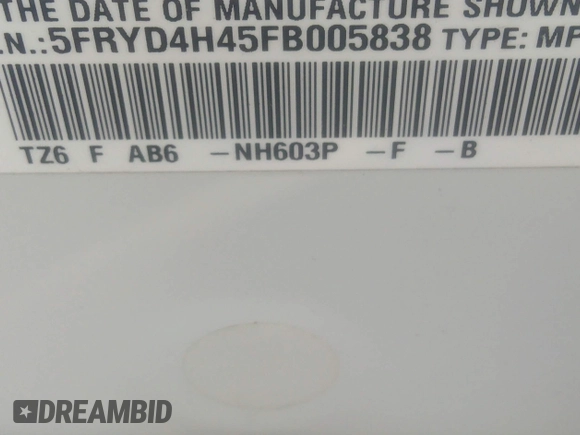 THE DATE OF MANUFACTURE SHOWN
.N.:5FRYD4H45FB005838 TYPE: MP
TZ6 F AB6 -NH603P -F -B
DREAMBID